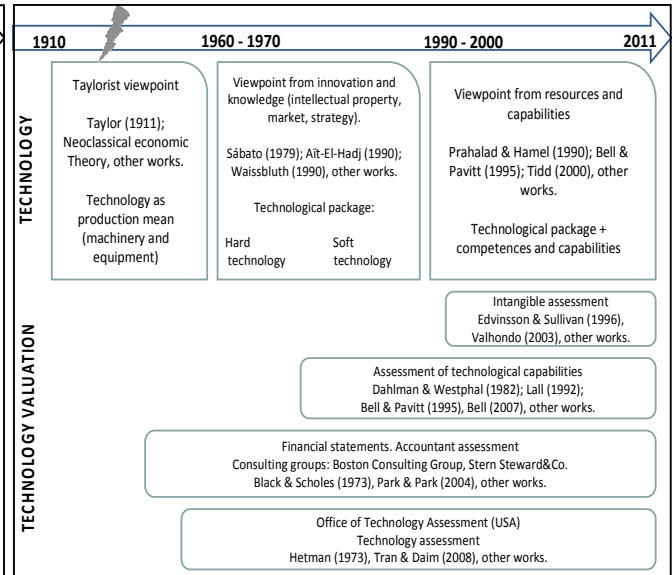 1910
1960 - 1970
1990 - 2000
2011
TECHNOLOGY
Taylorist viewpoint
Taylor (1911);
Neoclassical economic
Theory, other works.
Technology as
production mean
(machinery and
equipment)
Viewpoint from innovation and
knowledge (intellectual property,
market, strategy).
Sábato (1979); Aït-El-Hadj (1990);
Waissbluth (1990), other works.
Technological package:
Hard
technology
Soft
technology
Viewpoint from resources and
capabilities
Prahalad & Hamel (1990); Bell &
Pavitt (1995); Tidd (2000), other
works.
Technological package +
competences and capabilities
TECHNOLOGY VALUATION
Intangible assessment
Edvinsson & Sullivan (1996),
Valhondo (2003), other works.
Assessment of technological capabilities
Dahlman & Westphal (1982); Lall (1992);
Bell & Pavitt (1995), Bell (2007), other works.
Financial statements. Accountant assessment
Consulting groups: Boston Consulting Group, Stern Steward&Co.
Black & Scholes (1973), Park & Park (2004), other works.
Office of Technology Assessment (USA)
Technology assessment
Hetman (1973), Tran & Daim (2008), other works.